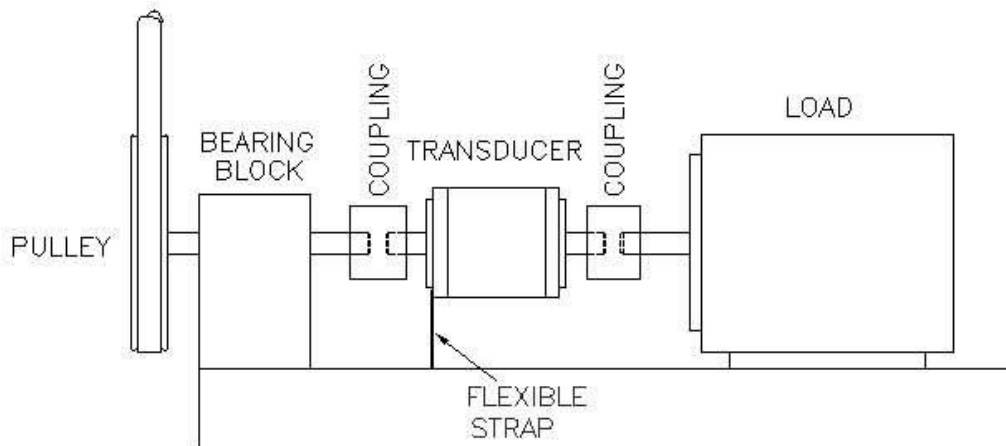 PULLEY
BEARING
BLOCK
COUPLING
TRANSDUCER
COUPLING
LOAD
FLEXIBLE
STRAP